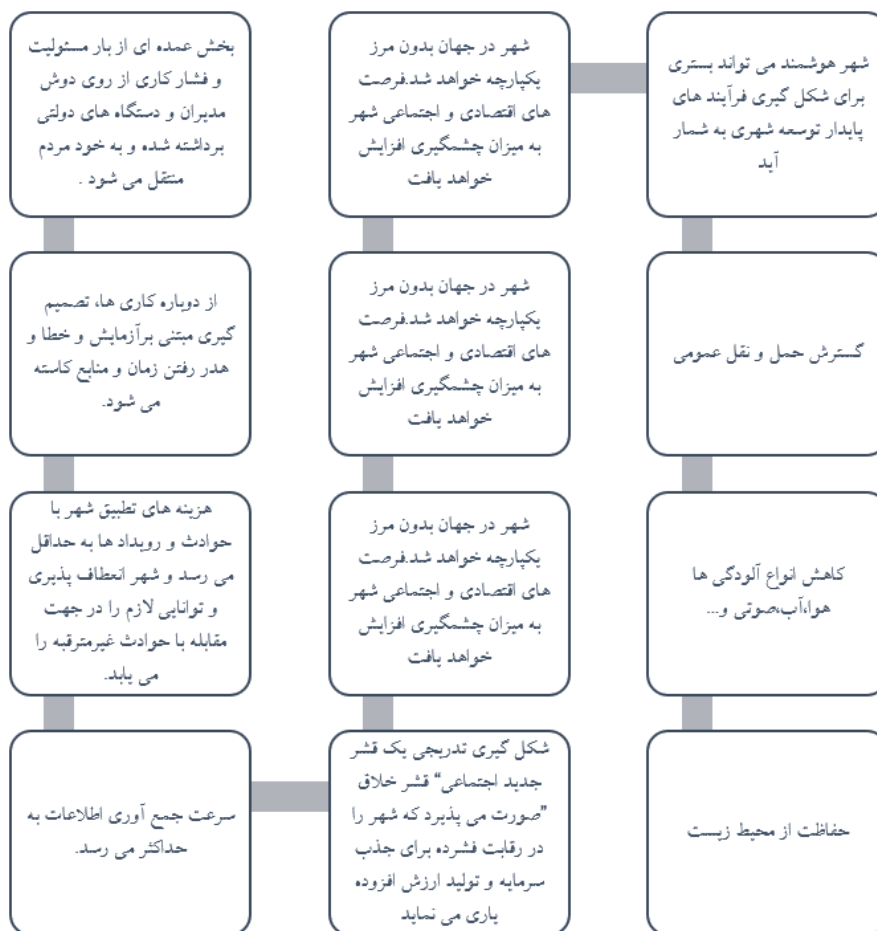 شهر هوشمند می تواند بستری
برای شکل گیری فرآیند های
پایدار توسعه شهری به شمار
آید
گسترش حمل و نقل عمومی
کاهش انواع آلودگی ها
هوا،آب،صوتی و...
حفاظت از محیط زیست
شهر در جهان بدون مرز
یکپارچه خواهد شد.فرصت
های اقتصادی و اجتماعی شهر
به میزان چشمگیری افزایش
خواهد یافت
شهر در جهان بدون مرز
یکپارچه خواهد شد.فرصت
های اقتصادی و اجتماعی شهر
به میزان چشمگیری افزایش
خواهد یافت
شهر در جهان بدون مرز
یکپارچه خواهد شد.فرصت
های اقتصادی و اجتماعی شهر
به میزان چشمگیری افزایش
خواهد یافت
شکل گیری تدریجی یک قشر
جدید اجتماعی“ قشر خلاق
”صورت می پذیرد که شهر را
در رقابت فشرده برای جذب
سرمایه و تولید ارزش افزوده
یاری می نماید
بخش عمده ای از بار مسئولیت
و فشار کاری از روی دوش
مدیران و دستگاه های دولتی
برداشته شده و به خود مردم
منتقل می شود .
از دوباره کاری ها، تصمیم
گیری مبتنی برآزمایش و خطا و
هدر رفتن زمان و منابع کاسته
می شود.
هزینه های تطبیق شهر با
حوادث و رویداد ها به حداقل
می رسد و شهر انعطاف پذیری
و توانایی لازم را در جهت
مقابله با حوادث غیرمترقبه را
می یابد.
سرعت جمع آوری اطلاعات به
حداکثر می رسد.